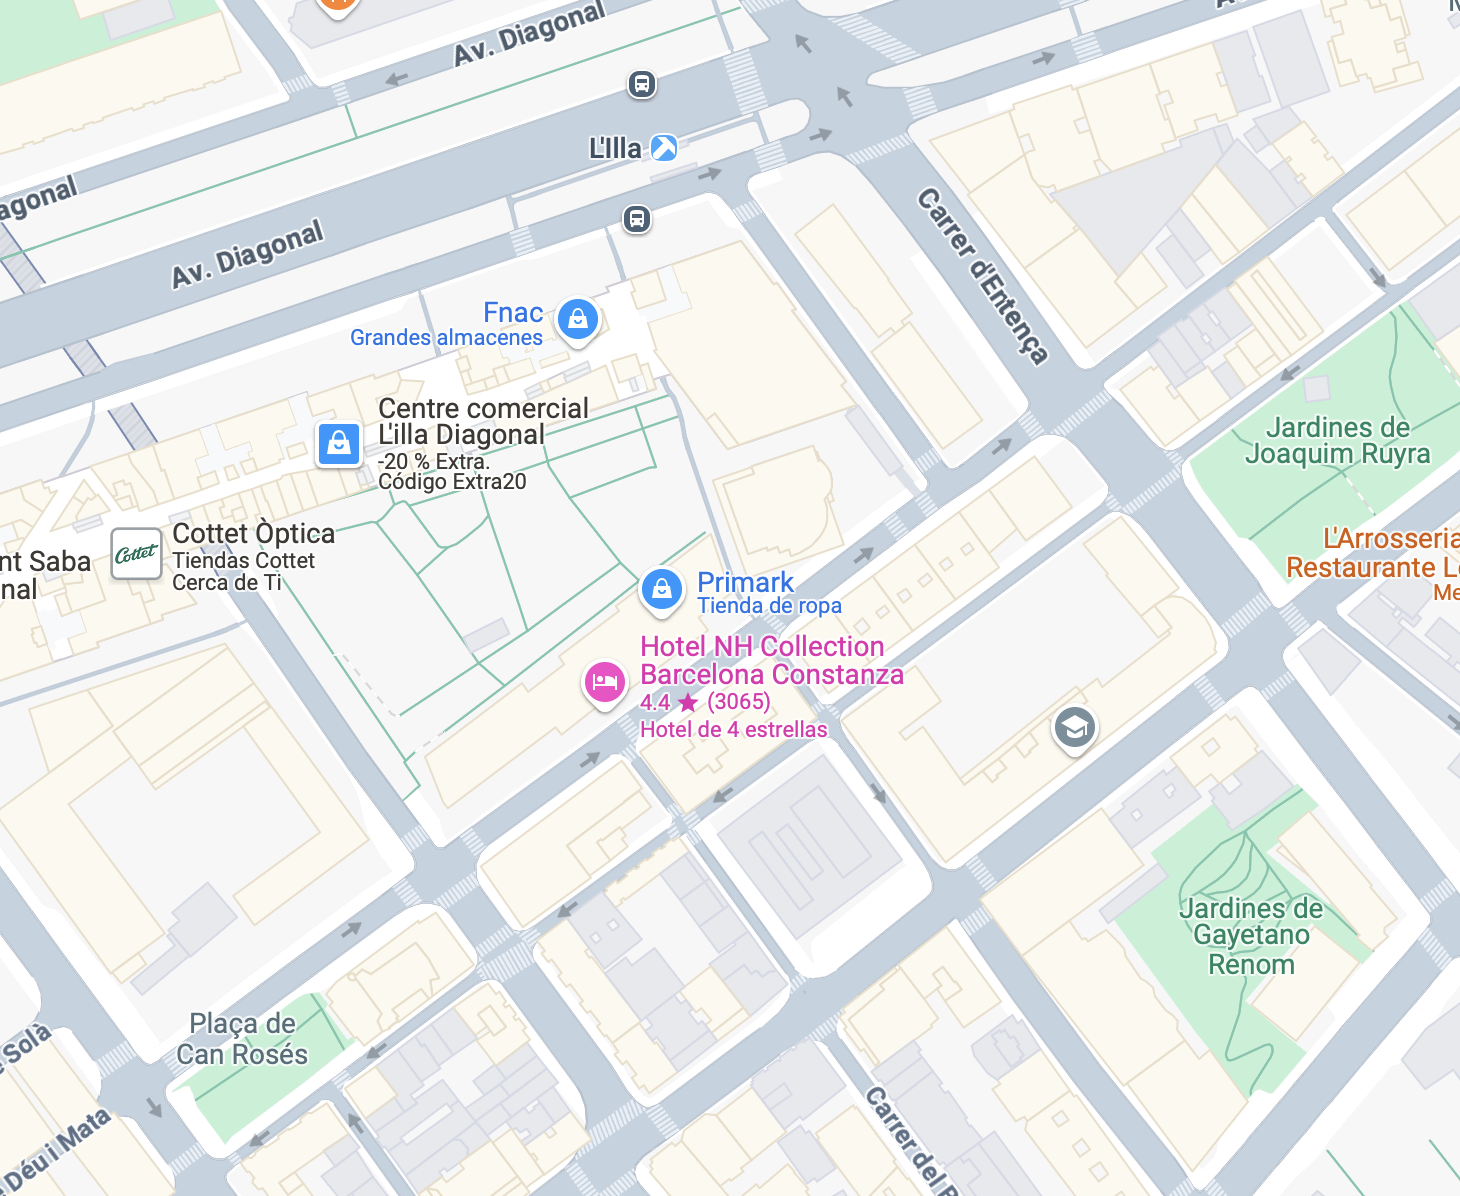 Av. Diagonal
agonal
Av. Diagonal
L'Illa
Carrer d'Entença
Fnac
Grandes almacenes
Centre comercial
L'illa Diagonal
-20 % Extra.
Código Extra20
Jardines de
Joaquim Ruyra
Cottet
Cottet Òptica
Tiendas Cottet
Cerca de Ti
nt Saba
nal
L'Arrosseria
Restaurante L
Me
Primark
Tienda de ropa
Hotel NH Collection
Barcelona Constanza
4.4 ★ (3065)
Hotel de 4 estrellas
Jardines de
Gayetano
Renom
Plaça de
Can Rosés
Solà
Déu i Mata
Carrer del